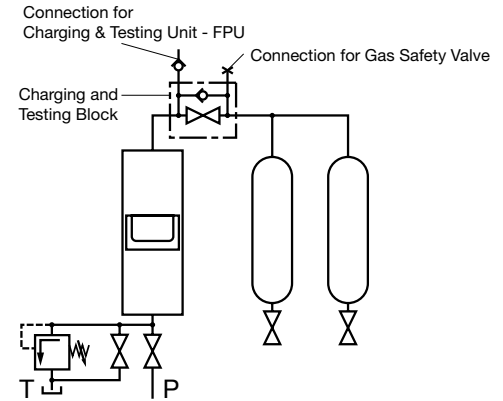 Connection for
Charging & Testing Unit - FPU
Connection for Gas Safety Valve
Charging and
Testing Block
T
P